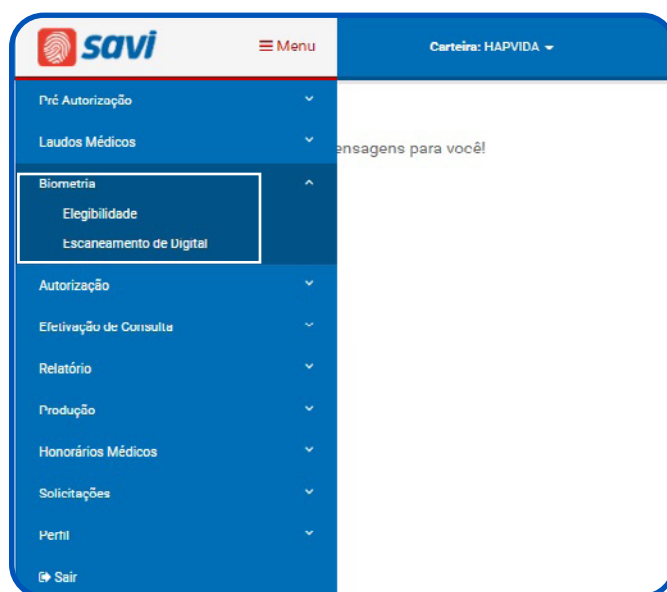 savi
Menu
Carteira: HAPVIDA
Pré Autorização
Laudos Médicos
ensagens para você!
Biometria
Elegibilidade
Escaneamento de Digital
Autorização
Efetivação de Consulta
Relatório
Produção
Honorários Médicos
Solicitações
Perfil
Sair